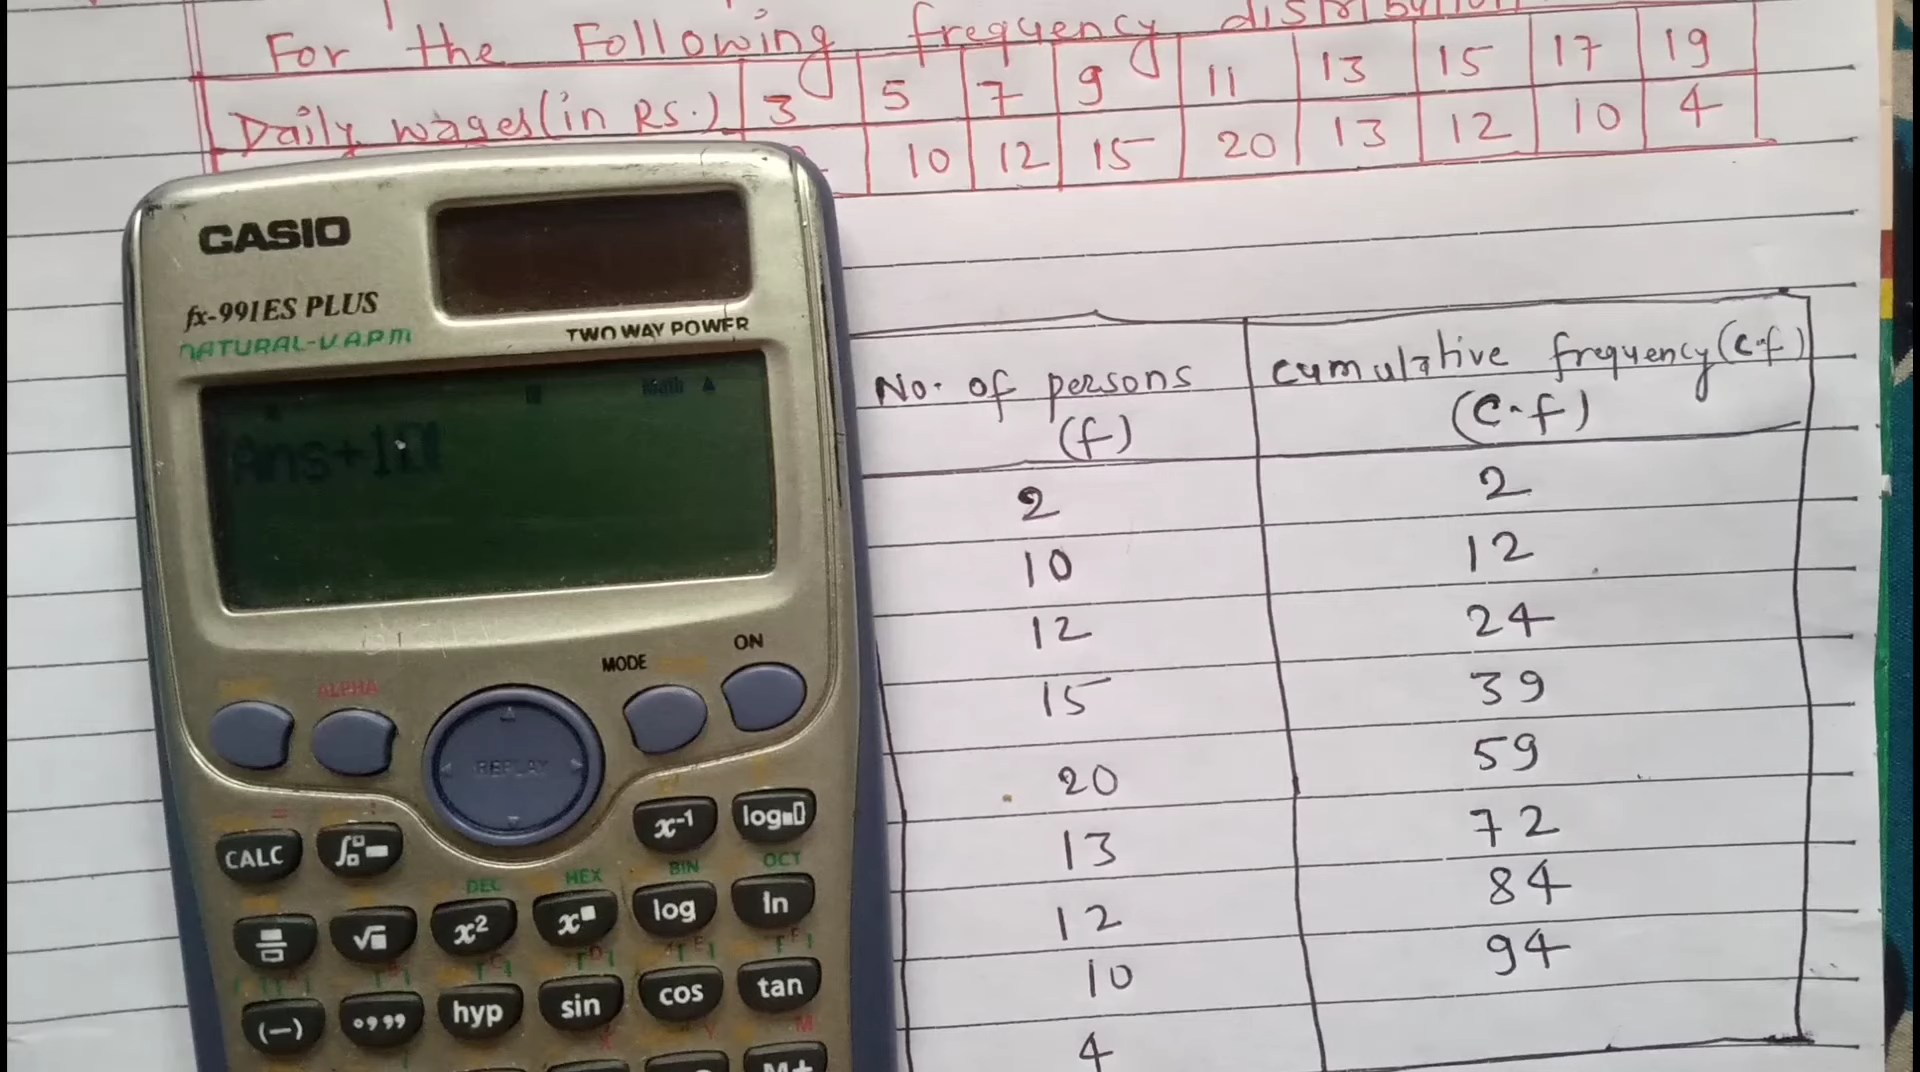 For the Following frequency distribution
Daily wages(in Rs.) 3 5 7 9 11 13 15 17 19
10 12 15 20 13 12 10 4
CASIO
fx-991ES PLUS
NATURAL-V.A.P.M
TWO WAY POWER
Math
Ans+10
No. of persons (f)
cumulative frequency (c.f)
(c.f)
2 2
10 12
12 24
15 39
20 59
13 72
12 84
10 94
4
MODE ON
ALPHA
REPLAY
CALC x⁻¹ log
DEC HEX BIN OCT
x² x■ log ln
(−) hyp sin cos tan
M
M+